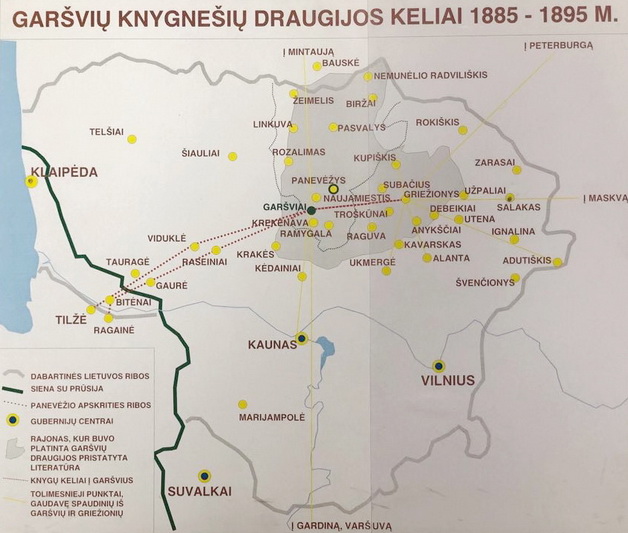 GARŠVIŲ KNYGNEŠIŲ DRAUGIJOS KELIAI 1885 - 1895 M.
Į MINTAUJĄ
Į PETERBURGĄ
BAUSKĖ
NEMUNĖLIO RADVILIŠKIS
ŽEIMELIS
BIRŽAI
LINKUVA
PASVALYS
ROKIŠKIS
TELŠIAI
ŠIAULIAI
ROZALIMAS
KUPIŠKIS
ZARASAI
KLAIPĖDA
PANEVĖŽYS
SUBAČIUS
UŽPALIAI
NAUJAMIESTIS
GRIEŽIONYS
Į MASKVĄ
GARŠVIAI
TROŠKŪNAI
DEBEIKIAI
SALAKAS
KREKENAVA
UTENA
RAMYGALA
RAGUVA
ANYKŠČIAI
IGNALINA
VIDUKLĖ
KAVARSKAS
KRAKĖS
TAURAGĖ
RASEINIAI
KĖDAINIAI
UKMERGĖ
ALANTA
ADUTIŠKIS
GAURĖ
ŠVENČIONYS
BITĖNAI
TILŽĖ
RAGAINĖ
KAUNAS
VILNIUS
MARIJAMPOLĖ
SUVALKAI
Į GARDINĄ, VARŠUVĄ
DABARTINĖS LIETUVOS RIBOS
SIENA SU PRŪSIJA
PANEVĖŽIO APSKRITIES RIBOS
GUBERNIJŲ CENTRAI
RAJONAS, KUR BUVO
PLATINTA GARŠVIŲ
DRAUGIJOS PRISTATYTA
LITERATŪRA
KNYGŲ KELIAI Į GARŠVIUS
TOLIMESNIEJI PUNKTAI,
GAUDAVĘ SPAUDINIŲ IŠ
GARŠVIŲ IR GRIEŽIONIŲ